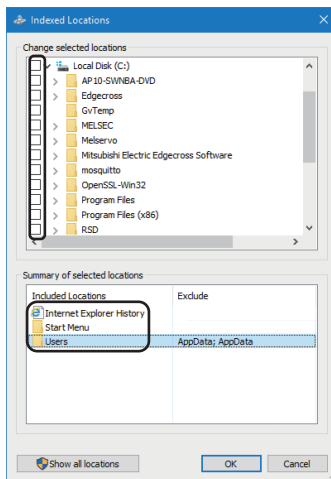 Indexed Locations
Change selected locations
Local Disk (C:)
AP10-SWNBA-DVD
Edgecross
GvTemp
MELSEC
Melservo
Mitsubishi Electric Edgecross Software
mosquitto
OpenSSL-Win32
Program Files
Program Files (x86)
RSD
Summary of selected locations
Included Locations Exclude
Internet Explorer History
Start Menu
Users AppData; AppData
Show all locations OK Cancel